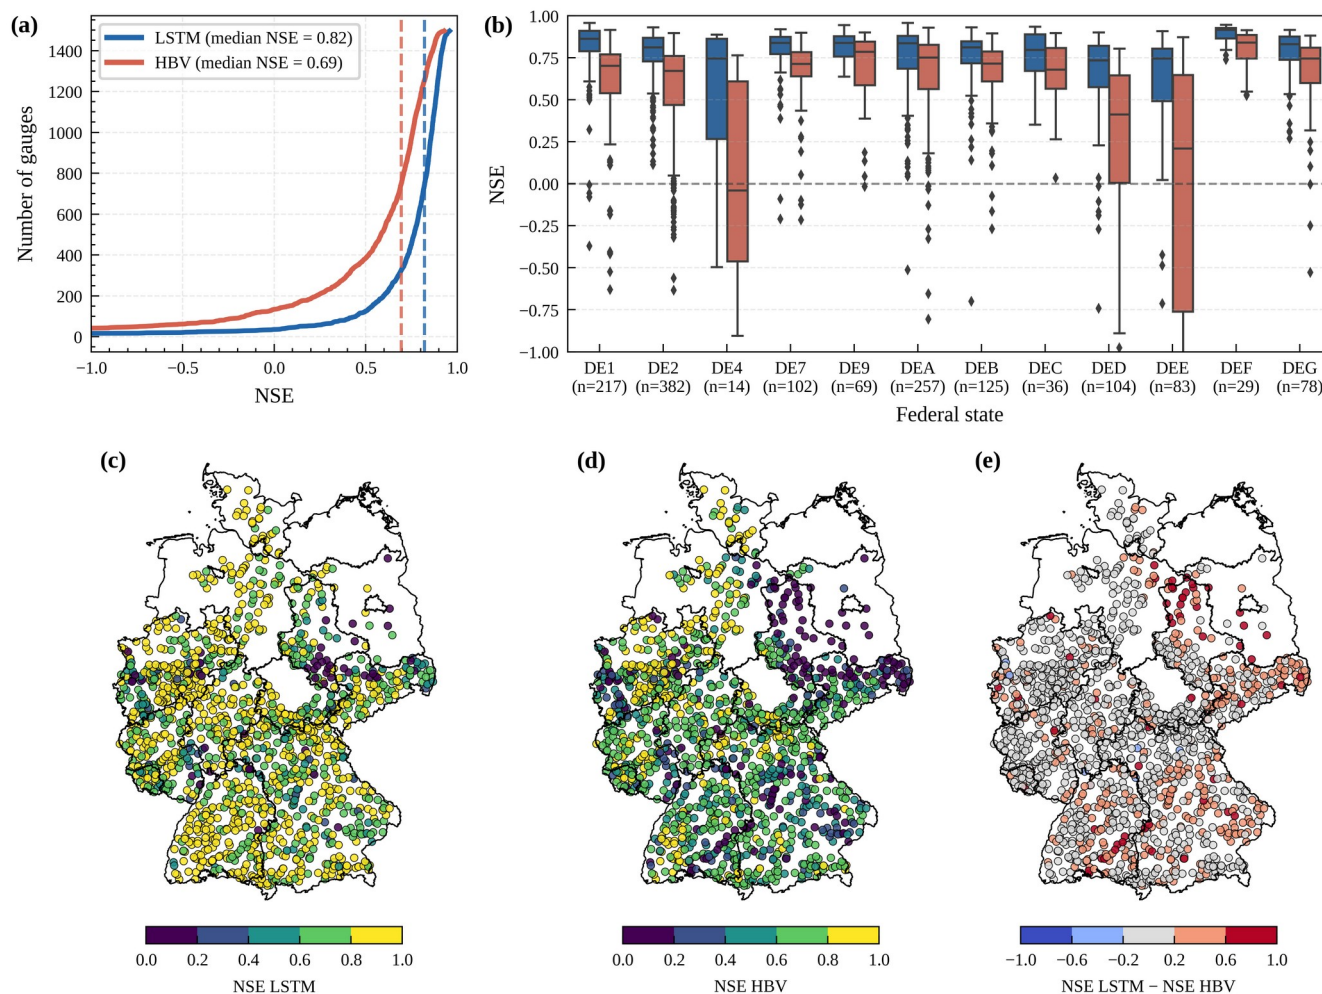 (a)
LSTM (median NSE = 0.82)
HBV (median NSE = 0.69)
1400
1200
1000
800
600
400
200
0
Number of gauges
−1.0 −0.5 0.0 0.5 1.0
NSE
(b)
1.00
0.75
0.50
0.25
0.00
−0.25
−0.50
−0.75
−1.00
NSE
DE1 DE2 DE4 DE7 DE9 DEA DEB DEC DED DEE DEF DEG
(n=217) (n=382) (n=14) (n=102) (n=69) (n=257) (n=125) (n=36) (n=104) (n=83) (n=29) (n=78)
Federal state
(c)
0.0 0.2 0.4 0.6 0.8 1.0
NSE LSTM
(d)
0.0 0.2 0.4 0.6 0.8 1.0
NSE HBV
(e)
−1.0 −0.6 −0.2 0.2 0.6 1.0
NSE LSTM − NSE HBV